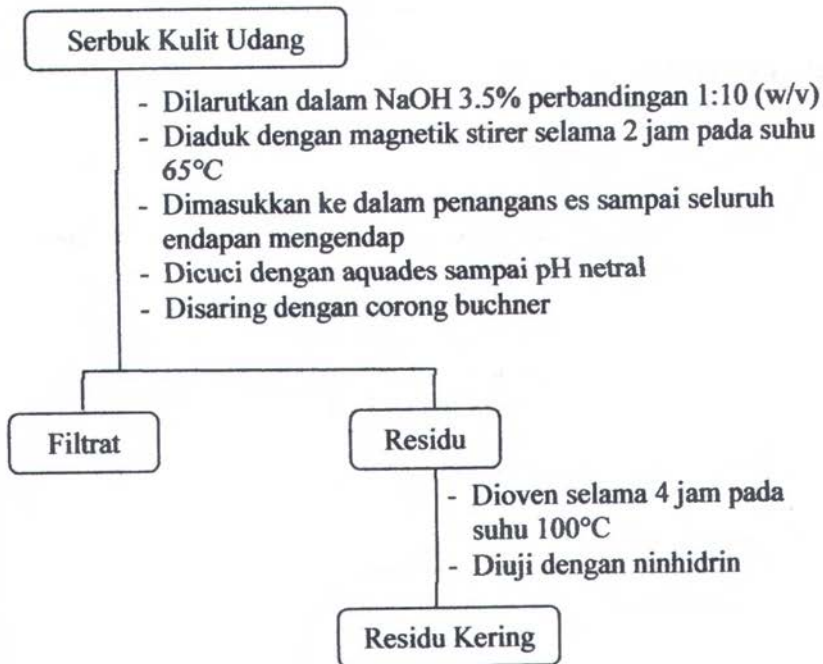 Serbuk Kulit Udang
- Dilarutkan dalam NaOH 3.5% perbandingan 1:10 (w/v)
- Diaduk dengan magnetik stirer selama 2 jam pada suhu
65°C
- Dimasukkan ke dalam penangans es sampai seluruh
endapan mengendap
- Dicuci dengan aquades sampai pH netral
- Disaring dengan corong buchner
Filtrat
Residu
- Dioven selama 4 jam pada
suhu 100°C
- Diuji dengan ninhidrin
Residu Kering